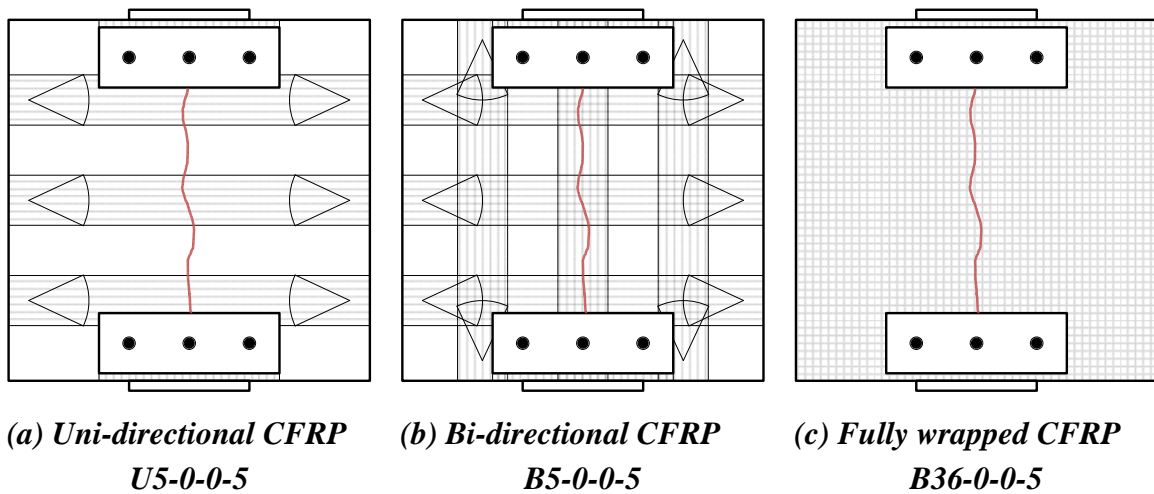 (a) Uni-directional CFRP
U5-0-0-5
(b) Bi-directional CFRP
B5-0-0-5
(c) Fully wrapped CFRP
B36-0-0-5